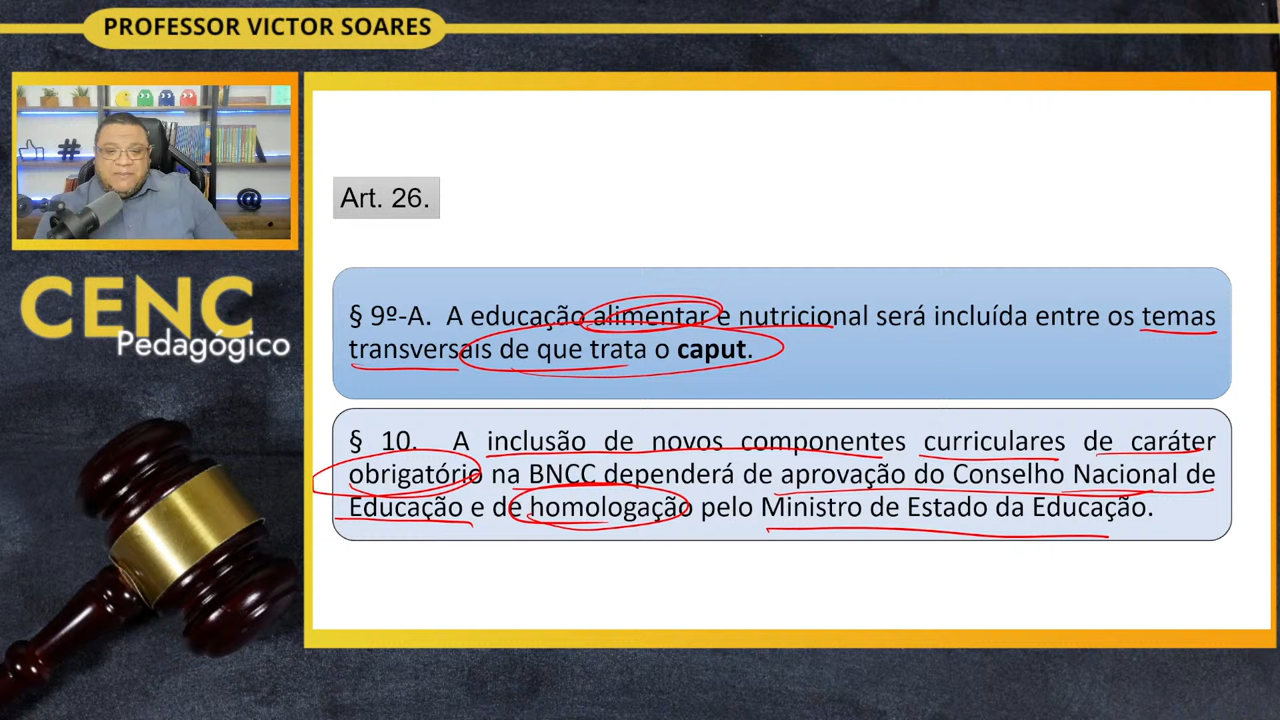 PROFESSOR VICTOR SOARES
CENC
Pedagógico
Art. 26.
§ 9º-A. A educação alimentar e nutricional será incluída entre os temas
transversais de que trata o caput.
§ 10. A inclusão de novos componentes curriculares de caráter
obrigatório na BNCC dependerá de aprovação do Conselho Nacional de
Educação e de homologação pelo Ministro de Estado da Educação.